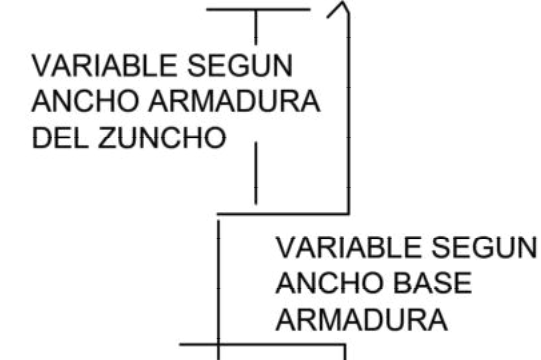 VARIABLE SEGUN
ANCHO ARMADURA
DEL ZUNCHO
VARIABLE SEGUN
ANCHO BASE
ARMADURA